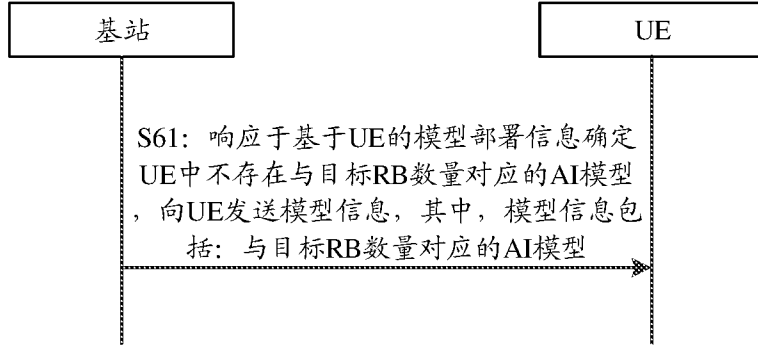 基站
UE
S61：响应于基于UE的模型部署信息确定
UE中不存在与目标RB数量对应的AI模型
，向UE发送模型信息，其中，模型信息包
括：与目标RB数量对应的AI模型